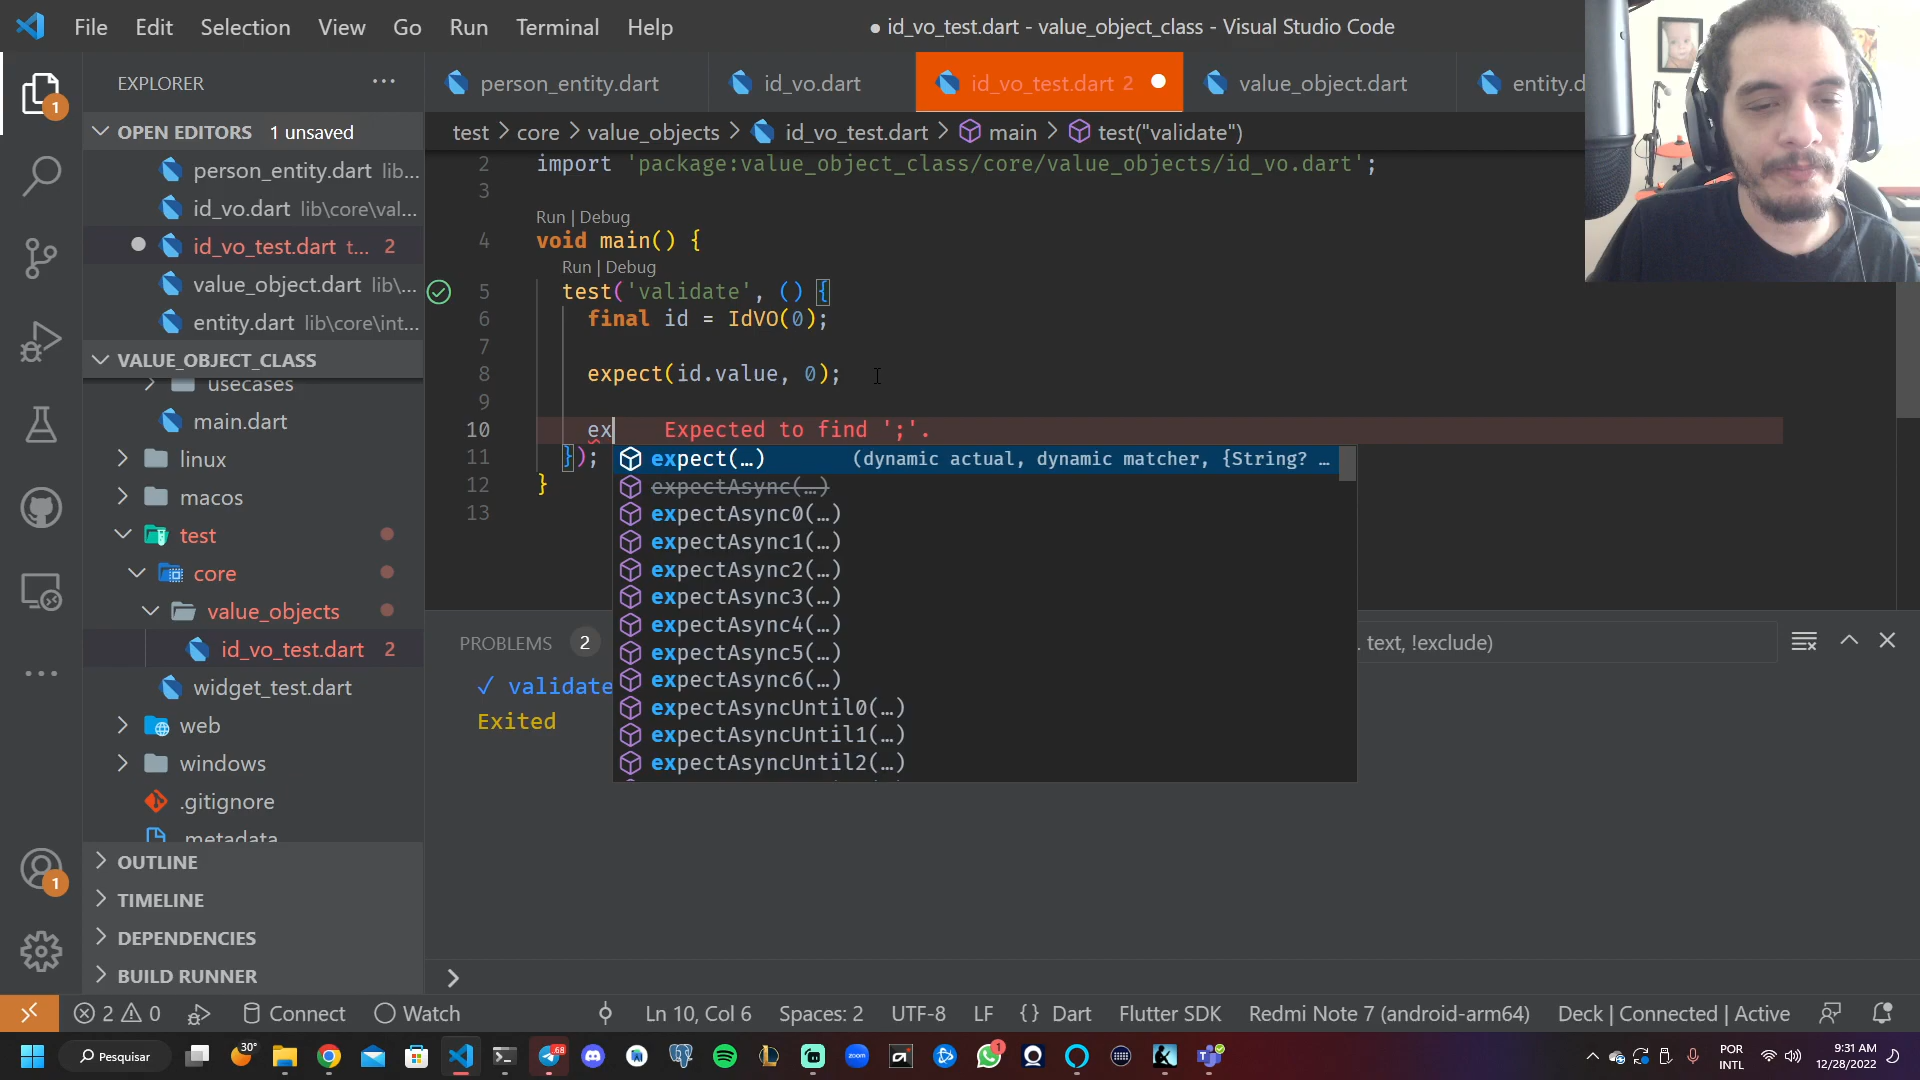 File Edit Selection View Go Run Terminal Help
● id_vo_test.dart - value_object_class - Visual Studio Code
EXPLORER
person_entity.dart
id_vo.dart
id_vo_test.dart 2
value_object.dart
entity.d
OPEN EDITORS 1 unsaved
test > core > value_objects > id_vo_test.dart > main > test("validate")
person_entity.dart lib...
id_vo.dart lib\core\val...
id_vo_test.dart t... 2
value_object.dart lib\...
entity.dart lib\core\int...
VALUE_OBJECT_CLASS
usecases
main.dart
linux
macos
test
core
value_objects
id_vo_test.dart 2
widget_test.dart
web
windows
.gitignore
.metadata
OUTLINE
TIMELINE
DEPENDENCIES
BUILD RUNNER
1
1
2 import 'package:value_object_class/core/value_objects/id_vo.dart';
3
Run | Debug
4 void main() {
Run | Debug
5 test('validate', () {
6 final id = IdVO(0);
7
8 expect(id.value, 0);
9
10 ex Expected to find ';'.
11 });
12 }
13
expect(…) (dynamic actual, dynamic matcher, {String? …
expectAsync(…)
expectAsync0(…)
expectAsync1(…)
expectAsync2(…)
expectAsync3(…)
expectAsync4(…)
expectAsync5(…)
expectAsync6(…)
expectAsyncUntil0(…)
expectAsyncUntil1(…)
expectAsyncUntil2(…)
PROBLEMS 2
text, !exclude)
✓ validate
Exited
2 0 Connect Watch Ln 10, Col 6 Spaces: 2 UTF-8 LF {} Dart Flutter SDK Redmi Note 7 (android-arm64) Deck | Connected | Active
Pesquisar
30°
.68
zoom
1
POR
INTL
9:31 AM
12/28/2022